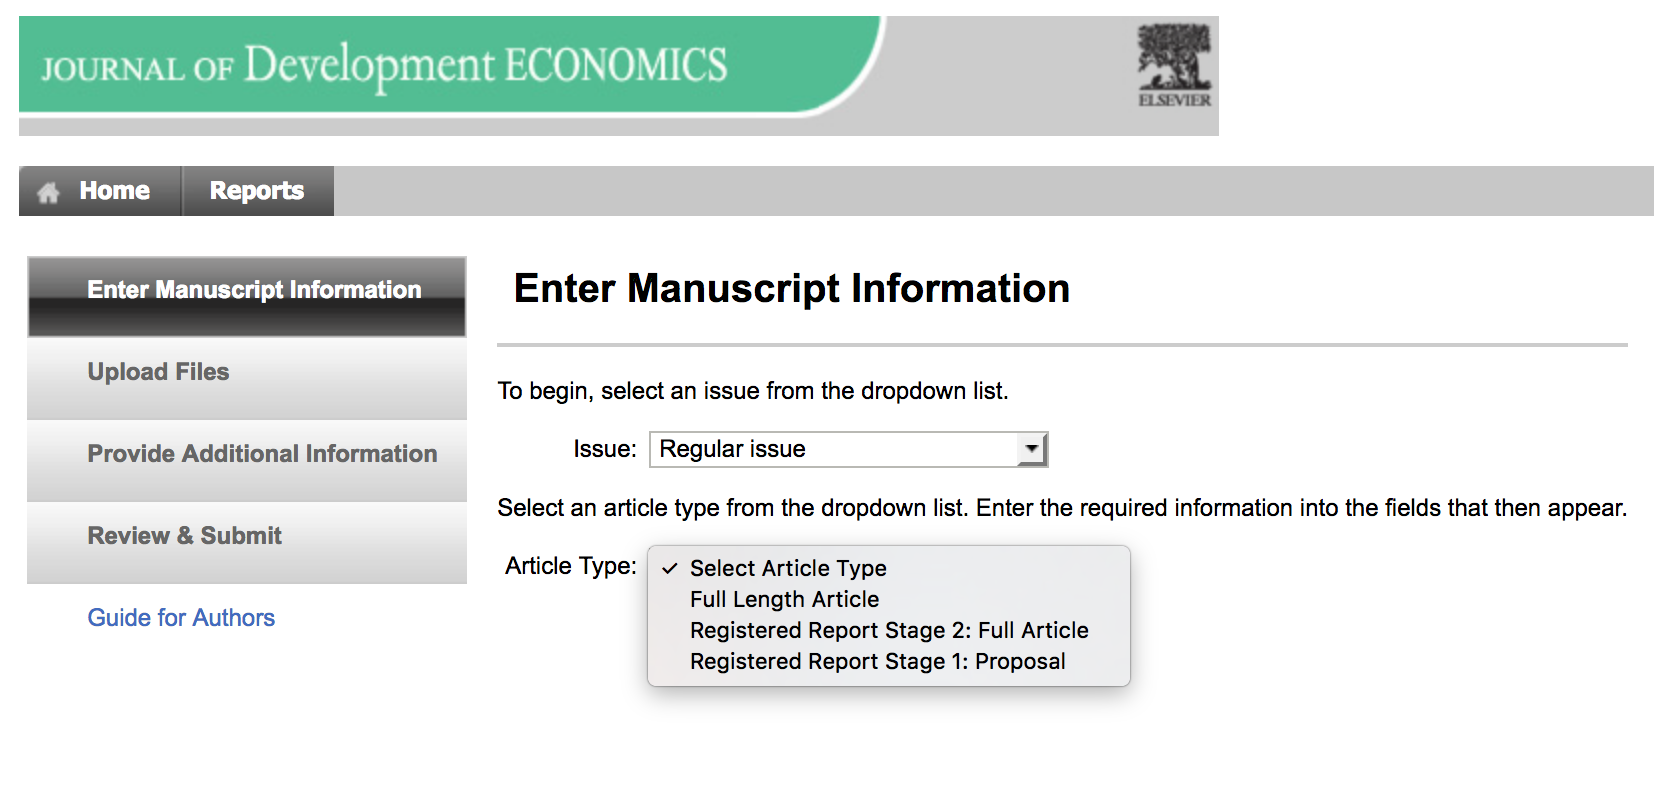 JOURNAL OF Development ECONOMICS
ELSEVIER
Home
Reports
Enter Manuscript Information
Upload Files
Provide Additional Information
Review & Submit
Guide for Authors
Enter Manuscript Information
To begin, select an issue from the dropdown list.
Issue: Regular issue
Select an article type from the dropdown list. Enter the required information into the fields that then appear.
Article Type: ✓ Select Article Type
Full Length Article
Registered Report Stage 2: Full Article
Registered Report Stage 1: Proposal